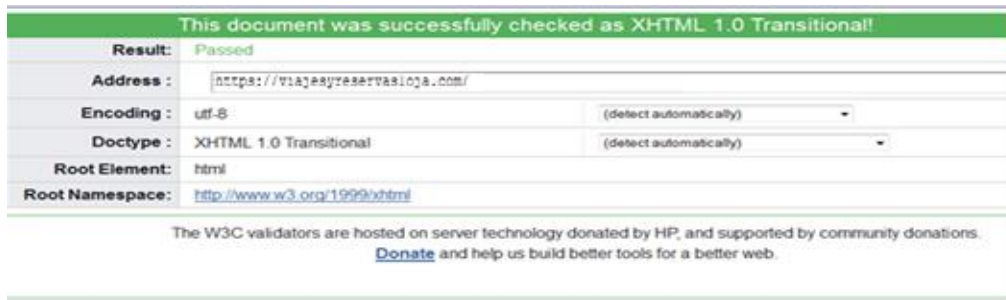 This document was successfully checked as XHTML 1.0 Transitional!
Result: Passed
Address : https://viajesyreservasloja.com/
Encoding : utf-8 (detect automatically)
Doctype : XHTML 1.0 Transitional (detect automatically)
Root Element: html
Root Namespace: http://www.w3.org/1999/xhtml
The W3C validators are hosted on server technology donated by HP, and supported by community donations.
Donate and help us build better tools for a better web.